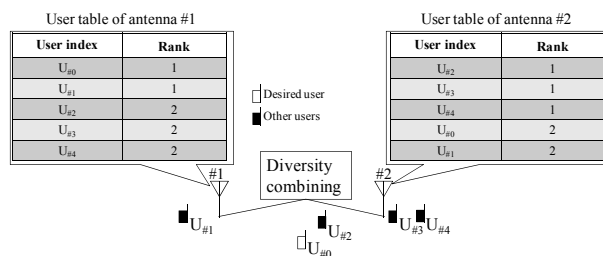 User table of antenna #1
User index Rank
U#0 1
U#1 1
U#2 2
U#3 2
U#4 2
User table of antenna #2
User index Rank
U#2 1
U#3 1
U#4 1
U#0 2
U#1 2
Desired user
Other users
#1
Diversity
combining
#2
U#1
U#2
U#0
U#3 U#4